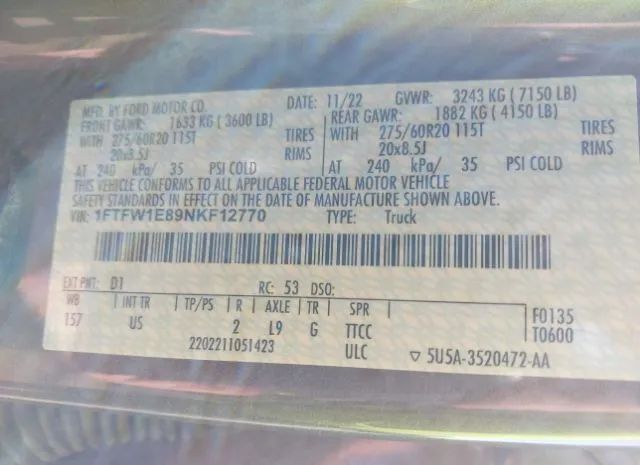 MFD. BY FORD MOTOR CO. DATE: 11/22 GVWR: 3243 KG ( 7150 LB)
FRONT GAWR: 1633 KG ( 3600 LB) REAR GAWR: 1882 KG ( 4150 LB)
WITH 275/60R20 115T TIRES WITH 275/60R20 115T TIRES
20x8.5J RIMS 20x8.5J RIMS
AT 240 kPa/ 35 PSI COLD AT 240 kPa/ 35 PSI COLD
THIS VEHICLE CONFORMS TO ALL APPLICABLE FEDERAL MOTOR VEHICLE
SAFETY STANDARDS IN EFFECT ON THE DATE OF MANUFACTURE SHOWN ABOVE.
VIN: 1FTFW1E89NKF12770 TYPE: Truck
EXT PNT: D1 RC: 53 DSO:
WB INT TR TP/PS R AXLE TR SPR F0135
157 US 2 L9 G TTCC T0600
2202211051423 ULC ▽ 5U5A-3520472-AA